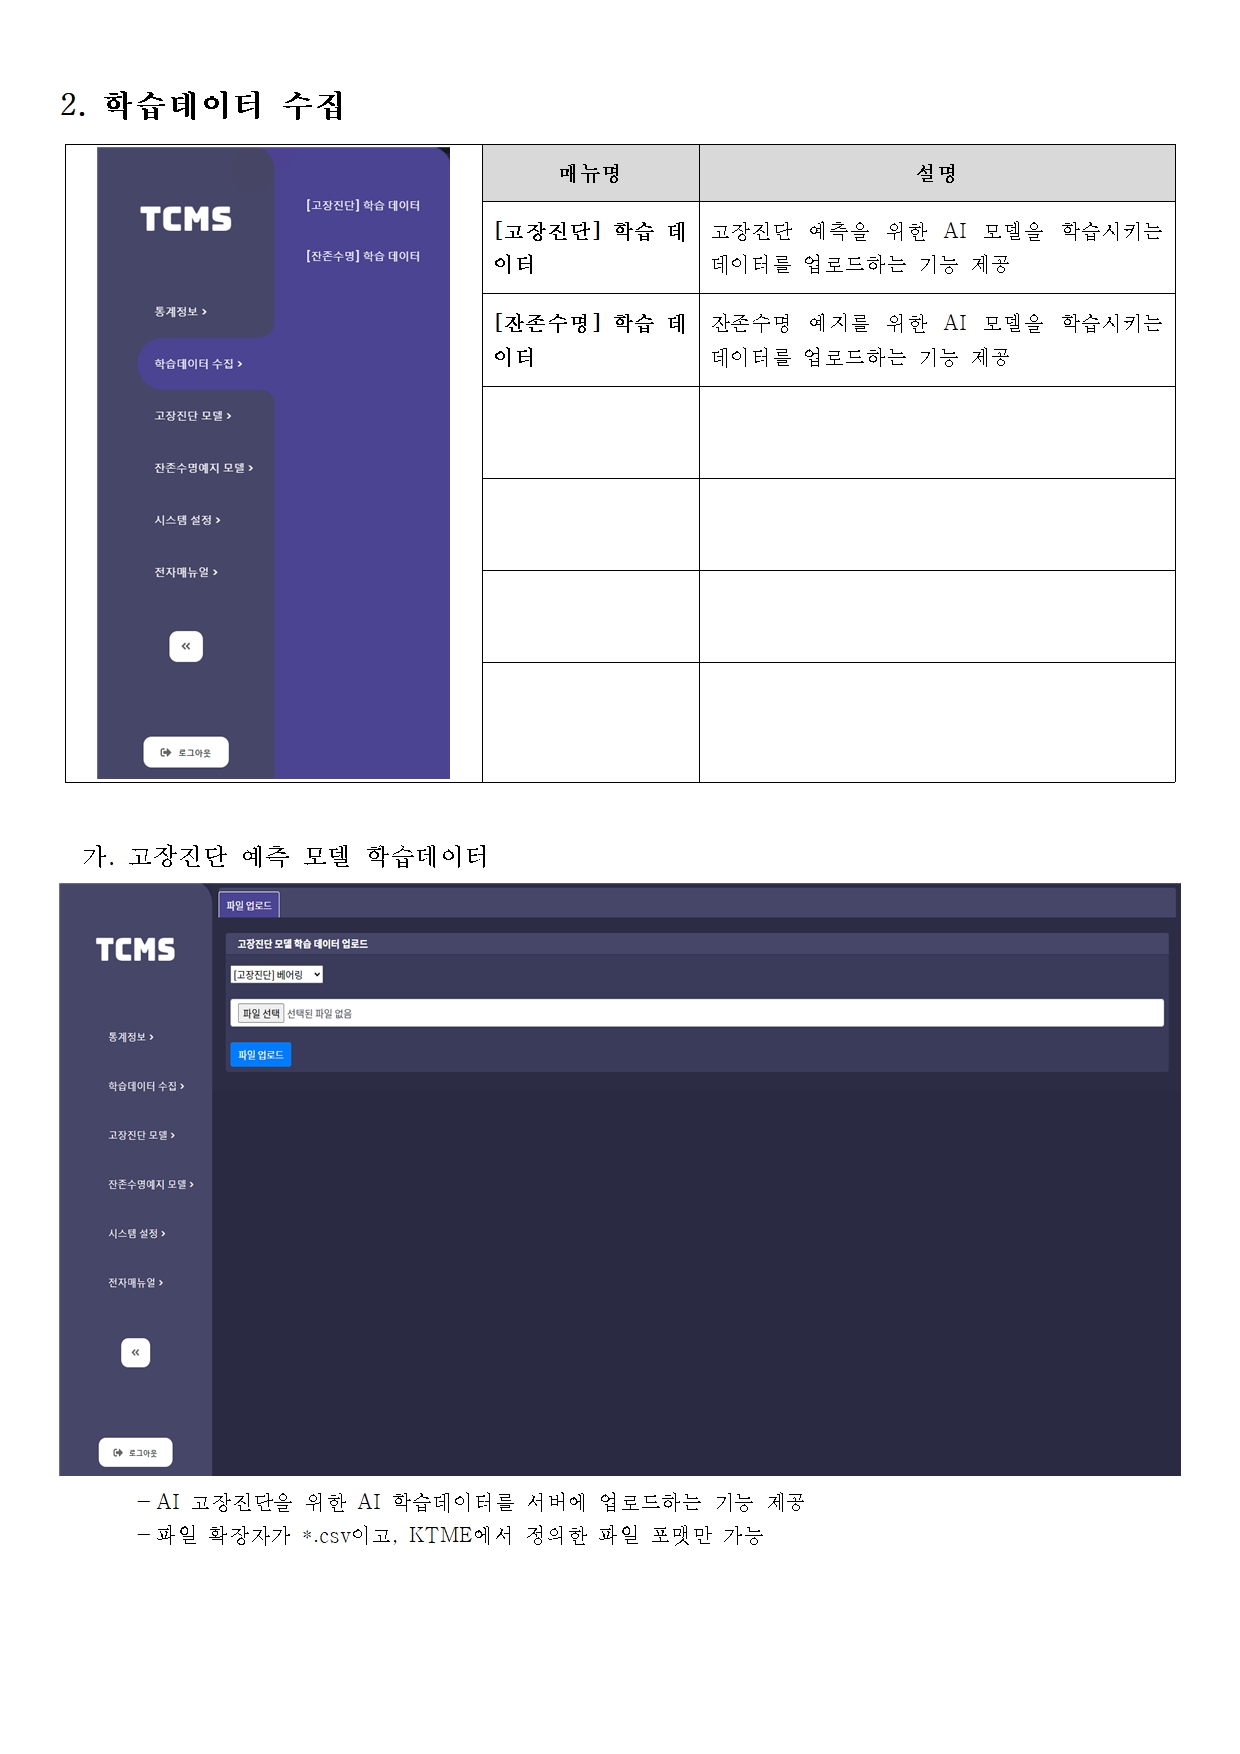 2. 학습데이터 수집
TCMS
[고장진단] 학습 데이터
[잔존수명] 학습 데이터
통계정보 >
학습데이터 수집 >
고장진단 모델 >
잔존수명예지 모델 >
시스템 설정 >
전자매뉴얼 >
«
로그아웃
매뉴명
설명
[고장진단] 학습 데
이터
고장진단 예측을 위한 AI 모델을 학습시키는
데이터를 업로드하는 기능 제공
[잔존수명] 학습 데
이터
잔존수명 예지를 위한 AI 모델을 학습시키는
데이터를 업로드하는 기능 제공
가. 고장진단 예측 모델 학습데이터
TCMS
통계정보 >
학습데이터 수집 >
고장진단 모델 >
잔존수명예지 모델 >
시스템 설정 >
전자매뉴얼 >
«
로그아웃
파일 업로드
고장진단 모델 학습 데이터 업로드
[고장진단] 베어링
파일 선택 선택된 파일 없음
파일 업로드
- AI 고장진단을 위한 AI 학습데이터를 서버에 업로드하는 기능 제공
- 파일 확장자가 *.csv이고, KTME에서 정의한 파일 포맷만 가능